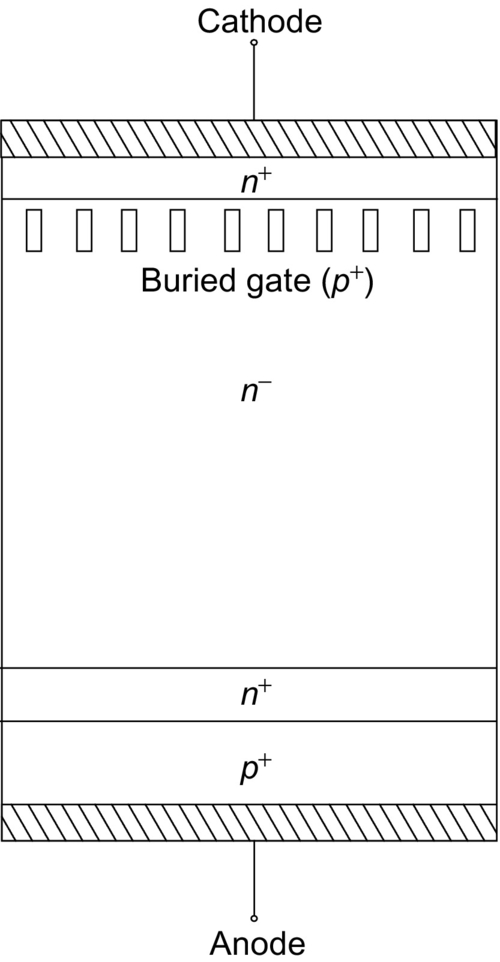 Cathode
n⁺
Buried gate (p⁺)
n⁻
n⁺
p⁺
Anode